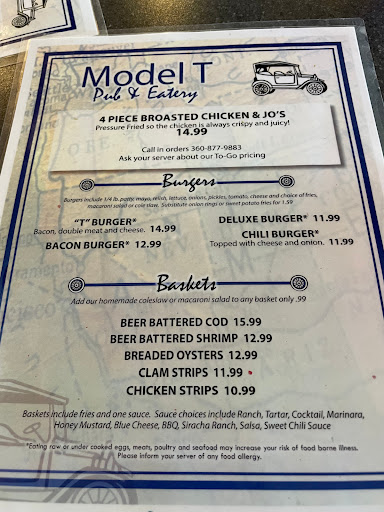 Model T
Pub & Eatery
4 PIECE BROASTED CHICKEN & JO'S
Pressure Fried so the chicken is always crispy and juicy!
14.99
Call in orders 360-877-9883
Ask your server about our To-Go pricing
Burgers
Burgers include 1/4 lb. patty, mayo, relish, lettuce, onions, pickles, tomato, cheese and choice of fries,
macaroni salad or cole slaw. Substitute onion rings or sweet potato fries for 1.59
"T" BURGER*
Bacon, double meat and cheese. 14.99
BACON BURGER* 12.99
DELUXE BURGER* 11.99
CHILI BURGER*
Topped with cheese and onion. 11.99
Baskets
Add our homemade coleslaw or macaroni salad to any basket only .99
BEER BATTERED COD 15.99
BEER BATTERED SHRIMP 12.99
BREADED OYSTERS 12.99
CLAM STRIPS 11.99
CHICKEN STRIPS 10.99
Baskets include fries and one sauce. Sauce choices include Ranch, Tartar, Cocktail, Marinara,
Honey Mustard, Blue Cheese, BBQ, Siracha Ranch, Salsa, Sweet Chili Sauce
*Eating raw or under cooked eggs, meats, poultry and seafood may increase your risk of food borne illness.
Please inform your server of any food allergy.